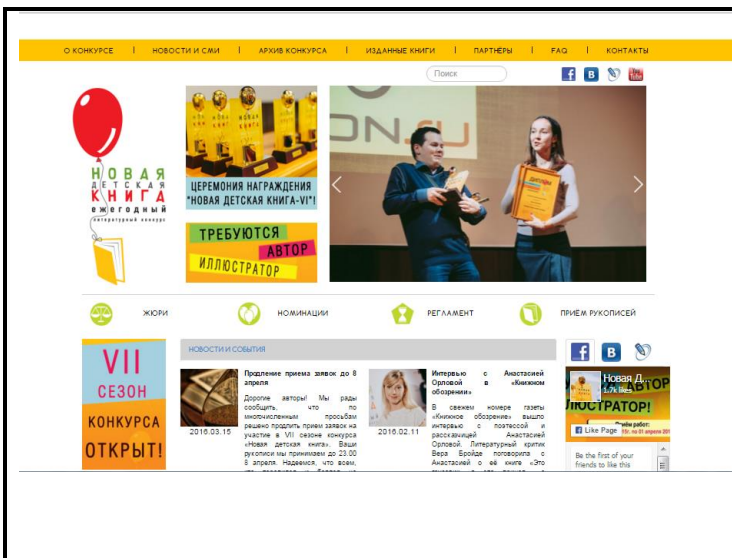 О КОНКУРСЕ | НОВОСТИ И СМИ | АРХИВ КОНКУРСА | ИЗДАННЫЕ КНИГИ | ПАРТНЁРЫ | FAQ | КОНТАКТЫ
Поиск
НОВАЯ
ДЕТСКАЯ
КНИГА
ежегодный
литературный конкурс
ЦЕРЕМОНИЯ НАГРАЖДЕНИЯ
"НОВАЯ ДЕТСКАЯ КНИГА-VI"!
ТРЕБУЮТСЯ
АВТОР
ИЛЛЮСТРАТОР
ON.RU
ДИПЛОМ
ЖЮРИ
НОМИНАЦИИ
РЕГЛАМЕНТ
ПРИЁМ РУКОПИСЕЙ
VII
СЕЗОН
КОНКУРСА
ОТКРЫТ!
НОВОСТИ И СОБЫТИЯ
2016.03.15
Продление приема заявок до 8
апреля
Дорогие авторы! Мы рады
сообщить, что по
многочисленным просьбам
решено продлить прием заявок на
участие в VII сезоне конкурса
«Новая детская книга». Ваши
рукописи мы принимаем до 23.00
8 апреля. Надеемся, что всем,
2016.02.11
Интервью с Анастасией
Орловой в «Книжном
обозрении»
В свежем номере газеты
«Книжное обозрение» вышло
интервью с поэтессой и
рассказчицей Анастасией
Орловой. Литературный критик
Вера Бройде поговорила с
Анастасией о её книге «Это
Новая Д...
1.7k likes
АВТОР
ЛЮСТРАТОР!
Like Page
Приём работ:
Be the first of your
friends to like this